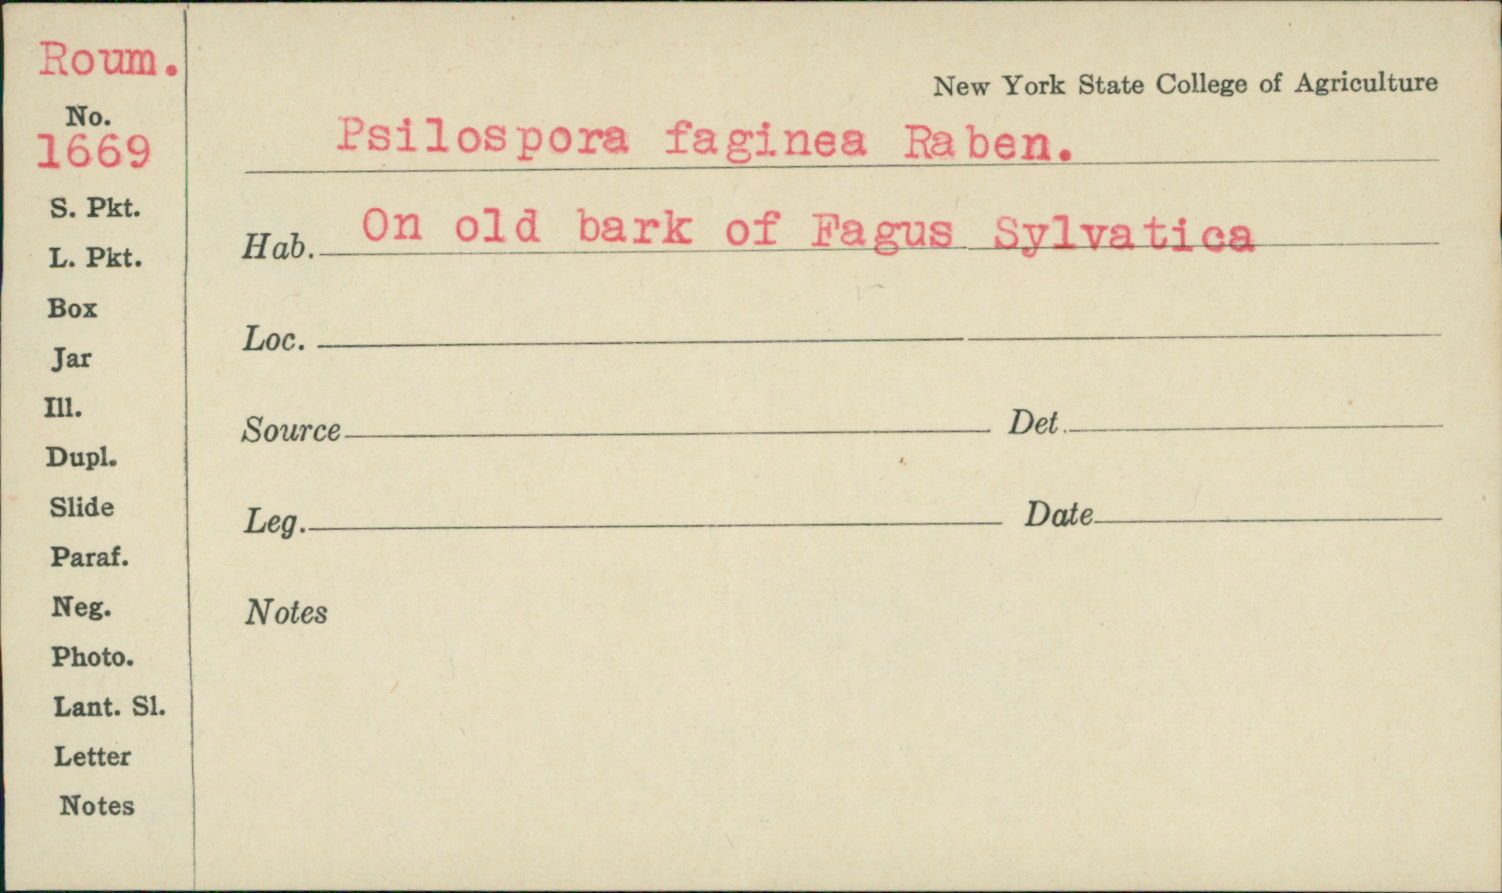 Roum.
No.
1669
S. Pkt.
L. Pkt.
Box
Jar
Ill.
Dupl.
Slide
Paraf.
Neg.
Photo.
Lant. Sl.
Letter
Notes
New York State College of Agriculture
Psilospora faginea Raben.
Hab. On old bark of Fagus Sylvatica
Loc.
Source Det.
Leg. Date
Notes